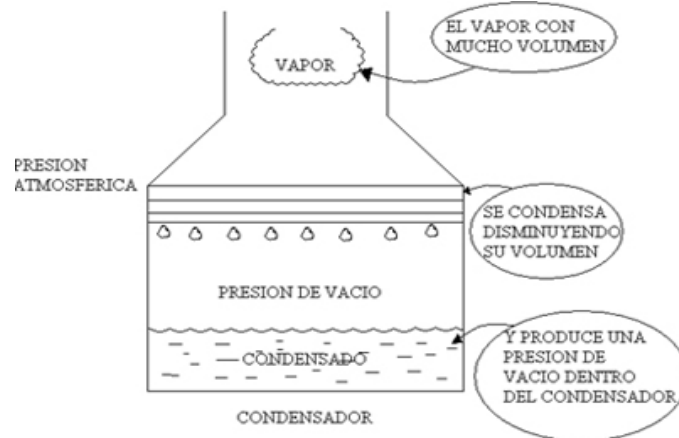 EL VAPOR CON
MUCHO VOLUMEN
VAPOR
PRESION
ATMOSFERICA
SE CONDENSA
DISMINUYENDO
SU VOLUMEN
PRESION DE VACIO
Y PRODUCE UNA
PRESION DE
VACIO DENTRO
DEL CONDENSADOR
CONDENSADO
CONDENSADOR